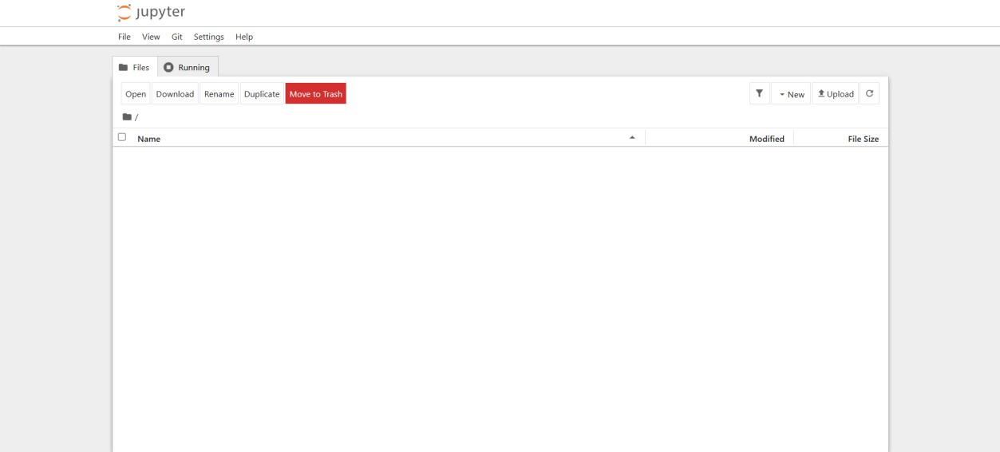 jupyter
File View Git Settings Help
Files Running
Open Download Rename Duplicate Move to Trash New Upload
/
Name Modified File Size